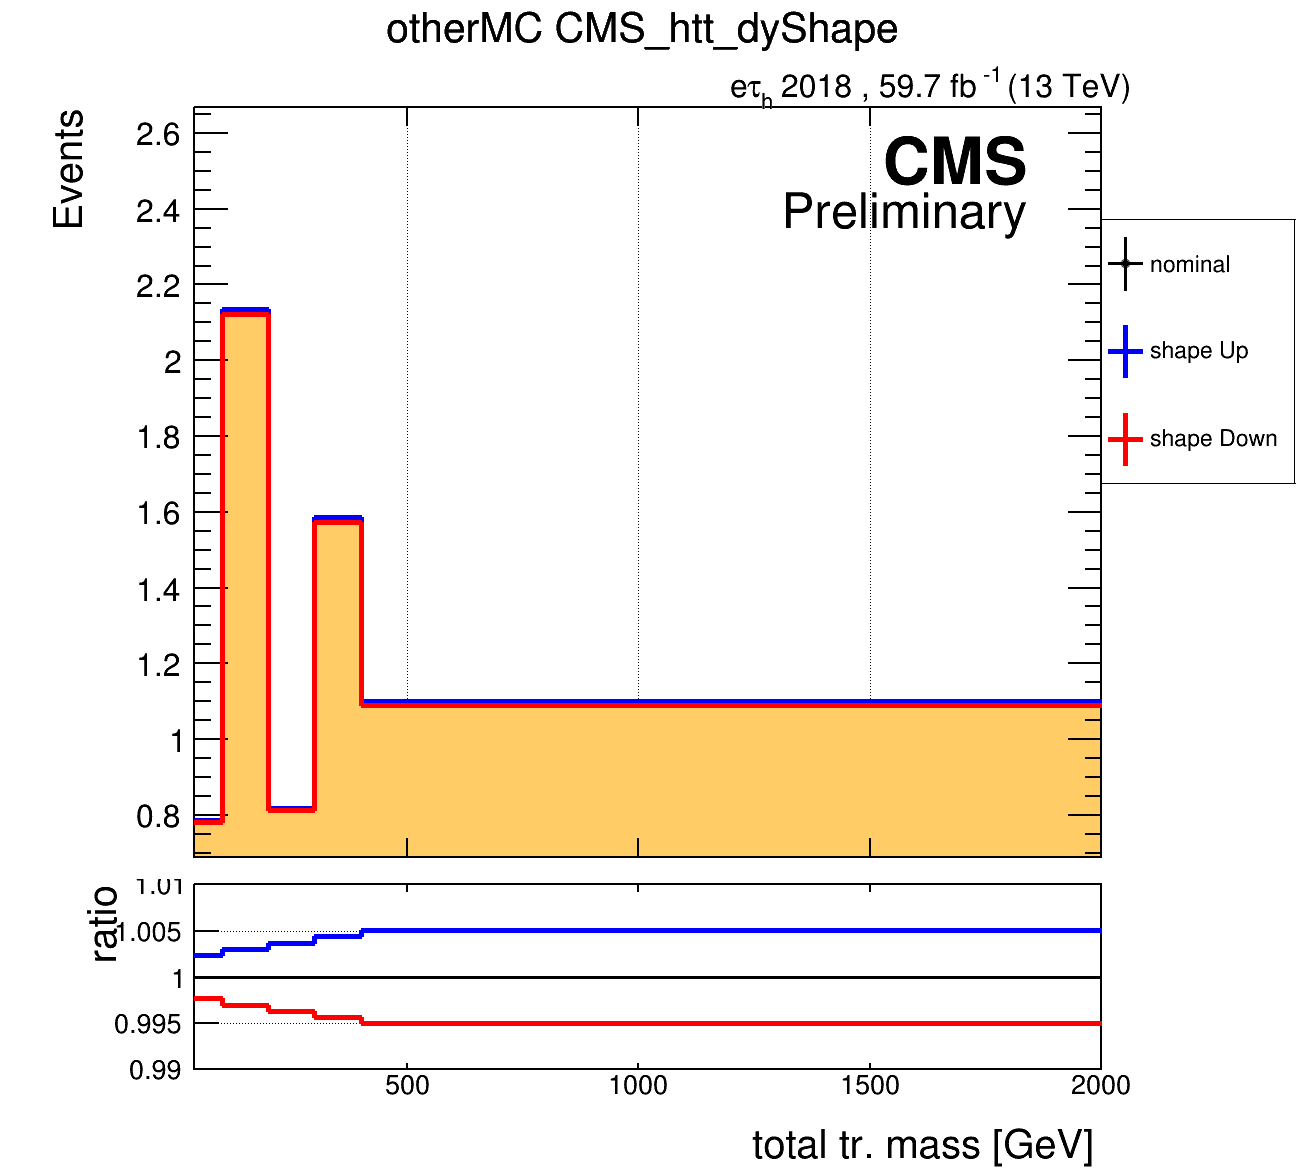 otherMC CMS_htt_dyShape
eτh 2018 , 59.7 fb-1 (13 TeV)
Events
CMS
Preliminary
2.6
2.4
2.2
2
1.8
1.6
1.4
1.2
1
0.8
nominal
shape Up
shape Down
ratio
1.01
1.005
1
0.995
0.99
500
1000
1500
2000
total tr. mass [GeV]